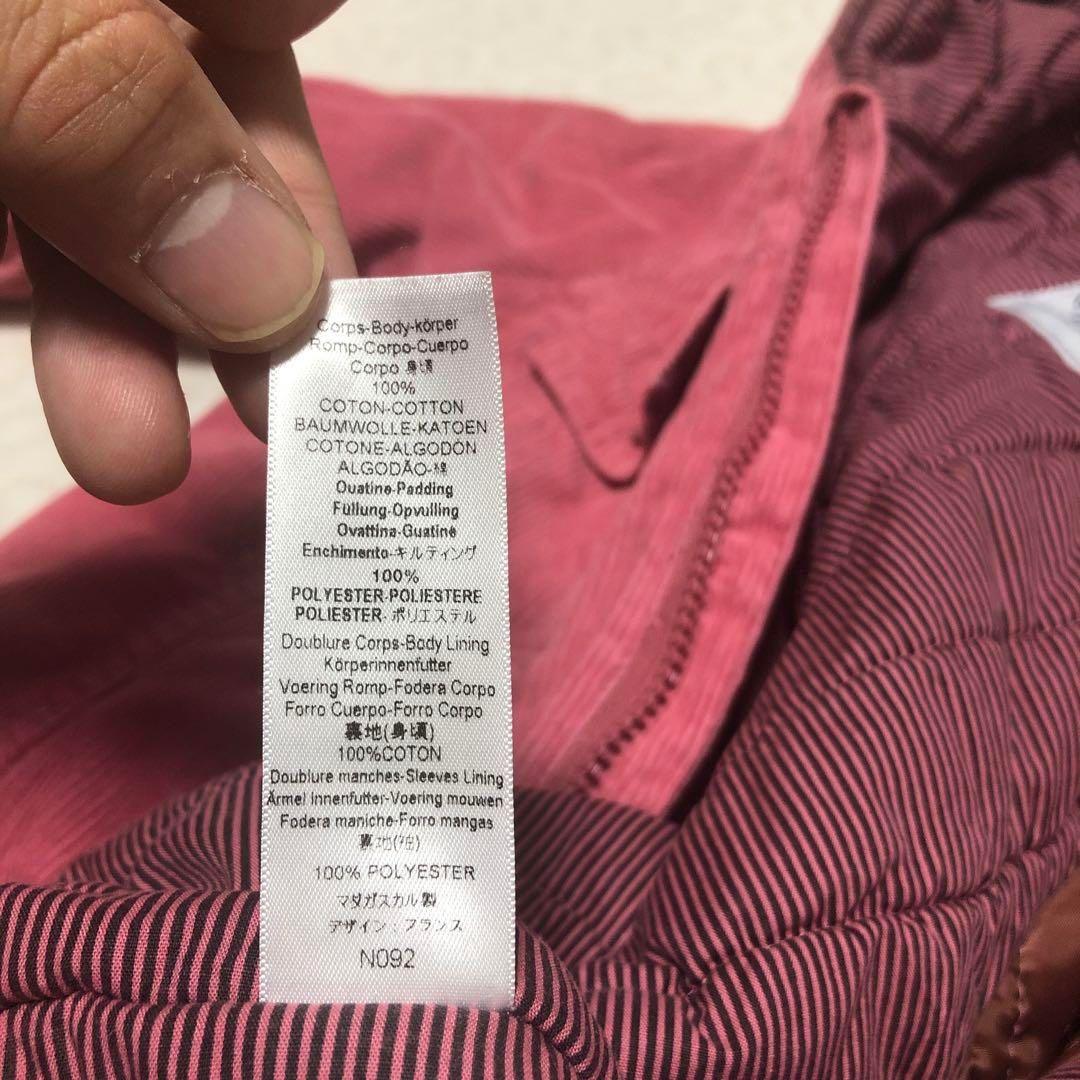 Corps-Body-körper
Romp-Corpo-Cuerpo
Corpo 身頃
100%
COTON-COTTON
BAUMWOLLE-KATOEN
COTONE-ALGODÓN
ALGODÃO-綿
Ouatine-Padding
Füllung-Opvulling
Ovattina-Guatine
Enchimento-キルティング
100%
POLYESTER-POLIESTERE
POLIESTER-ポリエステル
Doublure Corps-Body Lining
Körperinnenfutter
Voering Romp-Fodera Corpo
Forro Cuerpo-Forro Corpo
裏地(身頃)
100%COTON
Doublure manches-Sleeves Lining
Ärmel innenfutter-Voering mouwen
Fodera maniche-Forro mangas
裏地(袖)
100% POLYESTER
マダガスカル製
デザイン:フランス
N092